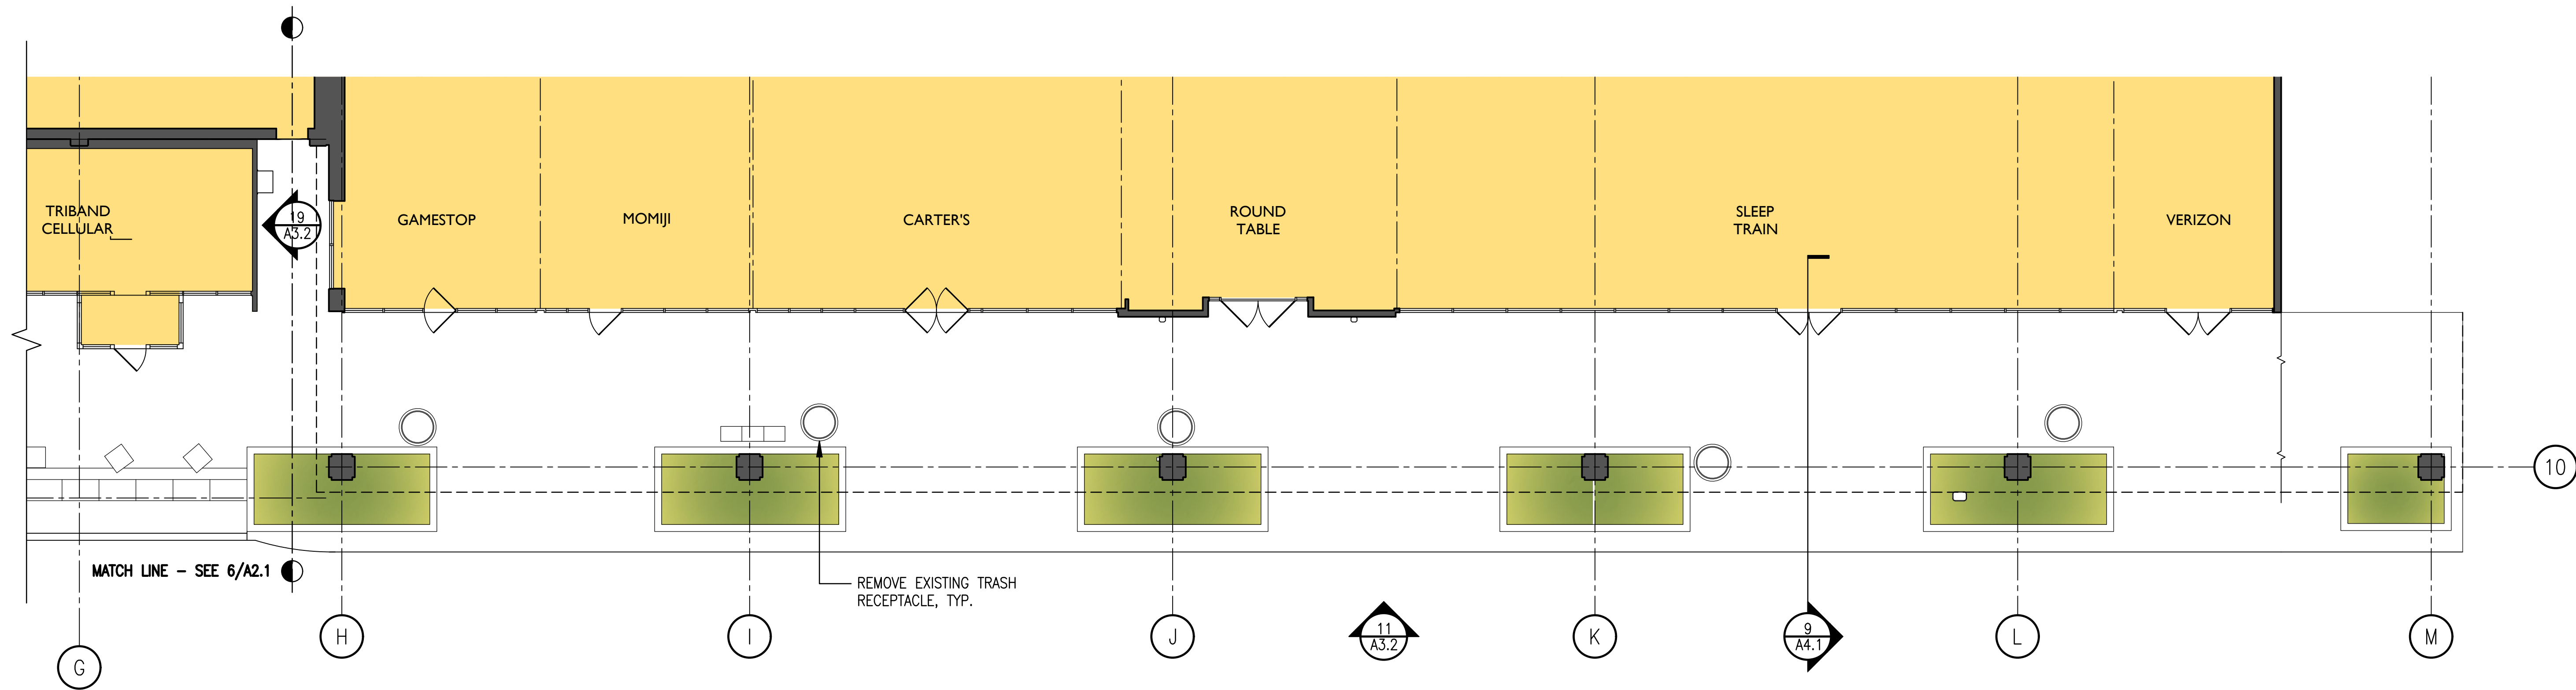 TRIBAND
CELLULAR
19
A3.2
GAMESTOP
MOMIJI
CARTER'S
ROUND
TABLE
SLEEP
TRAIN
VERIZON
10
MATCH LINE – SEE 6/A2.1
REMOVE EXISTING TRASH
RECEPTACLE, TYP.
G
H
I
J
11
A3.2
K
9
A4.1
L
M